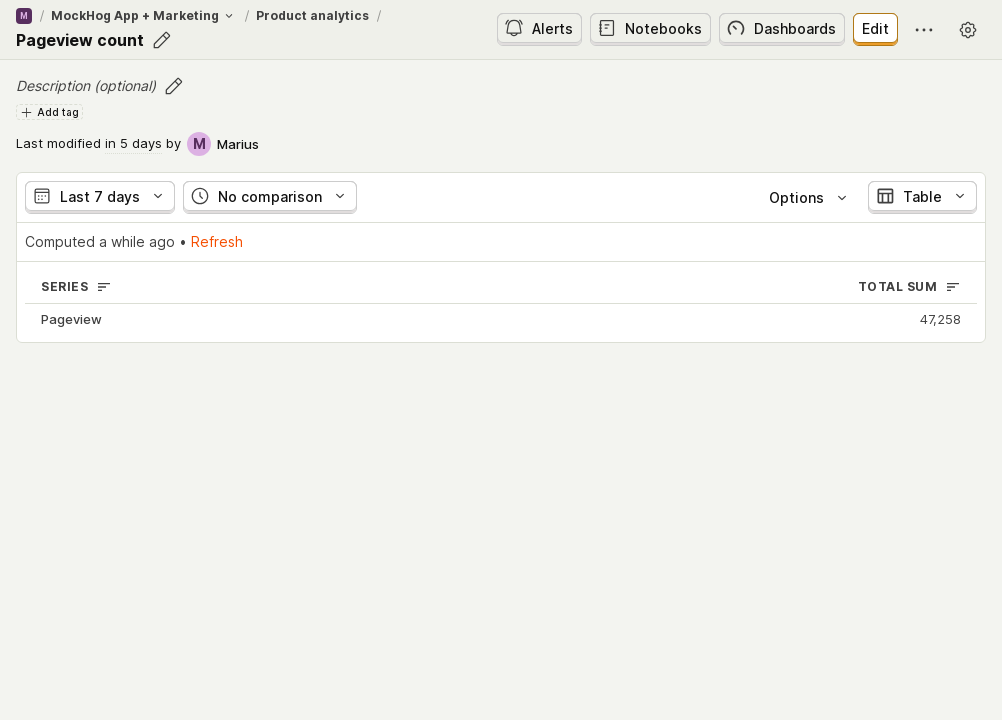 M / MockHog App + Marketing / Product analytics /
Pageview count
Alerts
Notebooks
Dashboards
Edit
Description (optional)
Add tag
Last modified in 5 days by M Marius
Last 7 days
No comparison
Options
Table
Computed a while ago • Refresh
SERIES
TOTAL SUM
Pageview
47,258